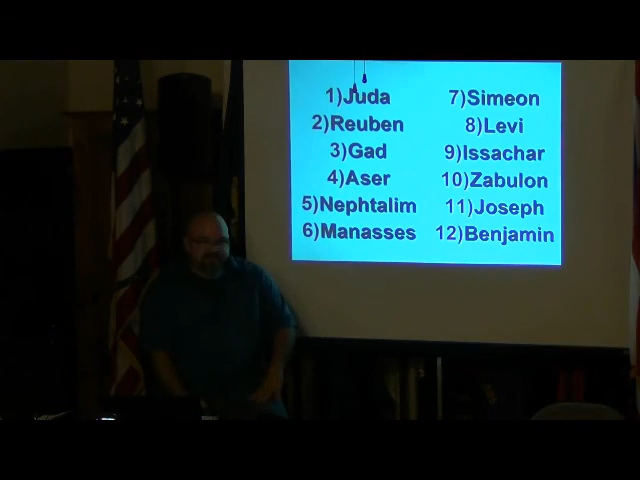 1)Juda
2)Reuben
3)Gad
4)Aser
5)Nephtalim
6)Manasses
7)Simeon
8)Levi
9)Issachar
10)Zabulon
11)Joseph
12)Benjamin